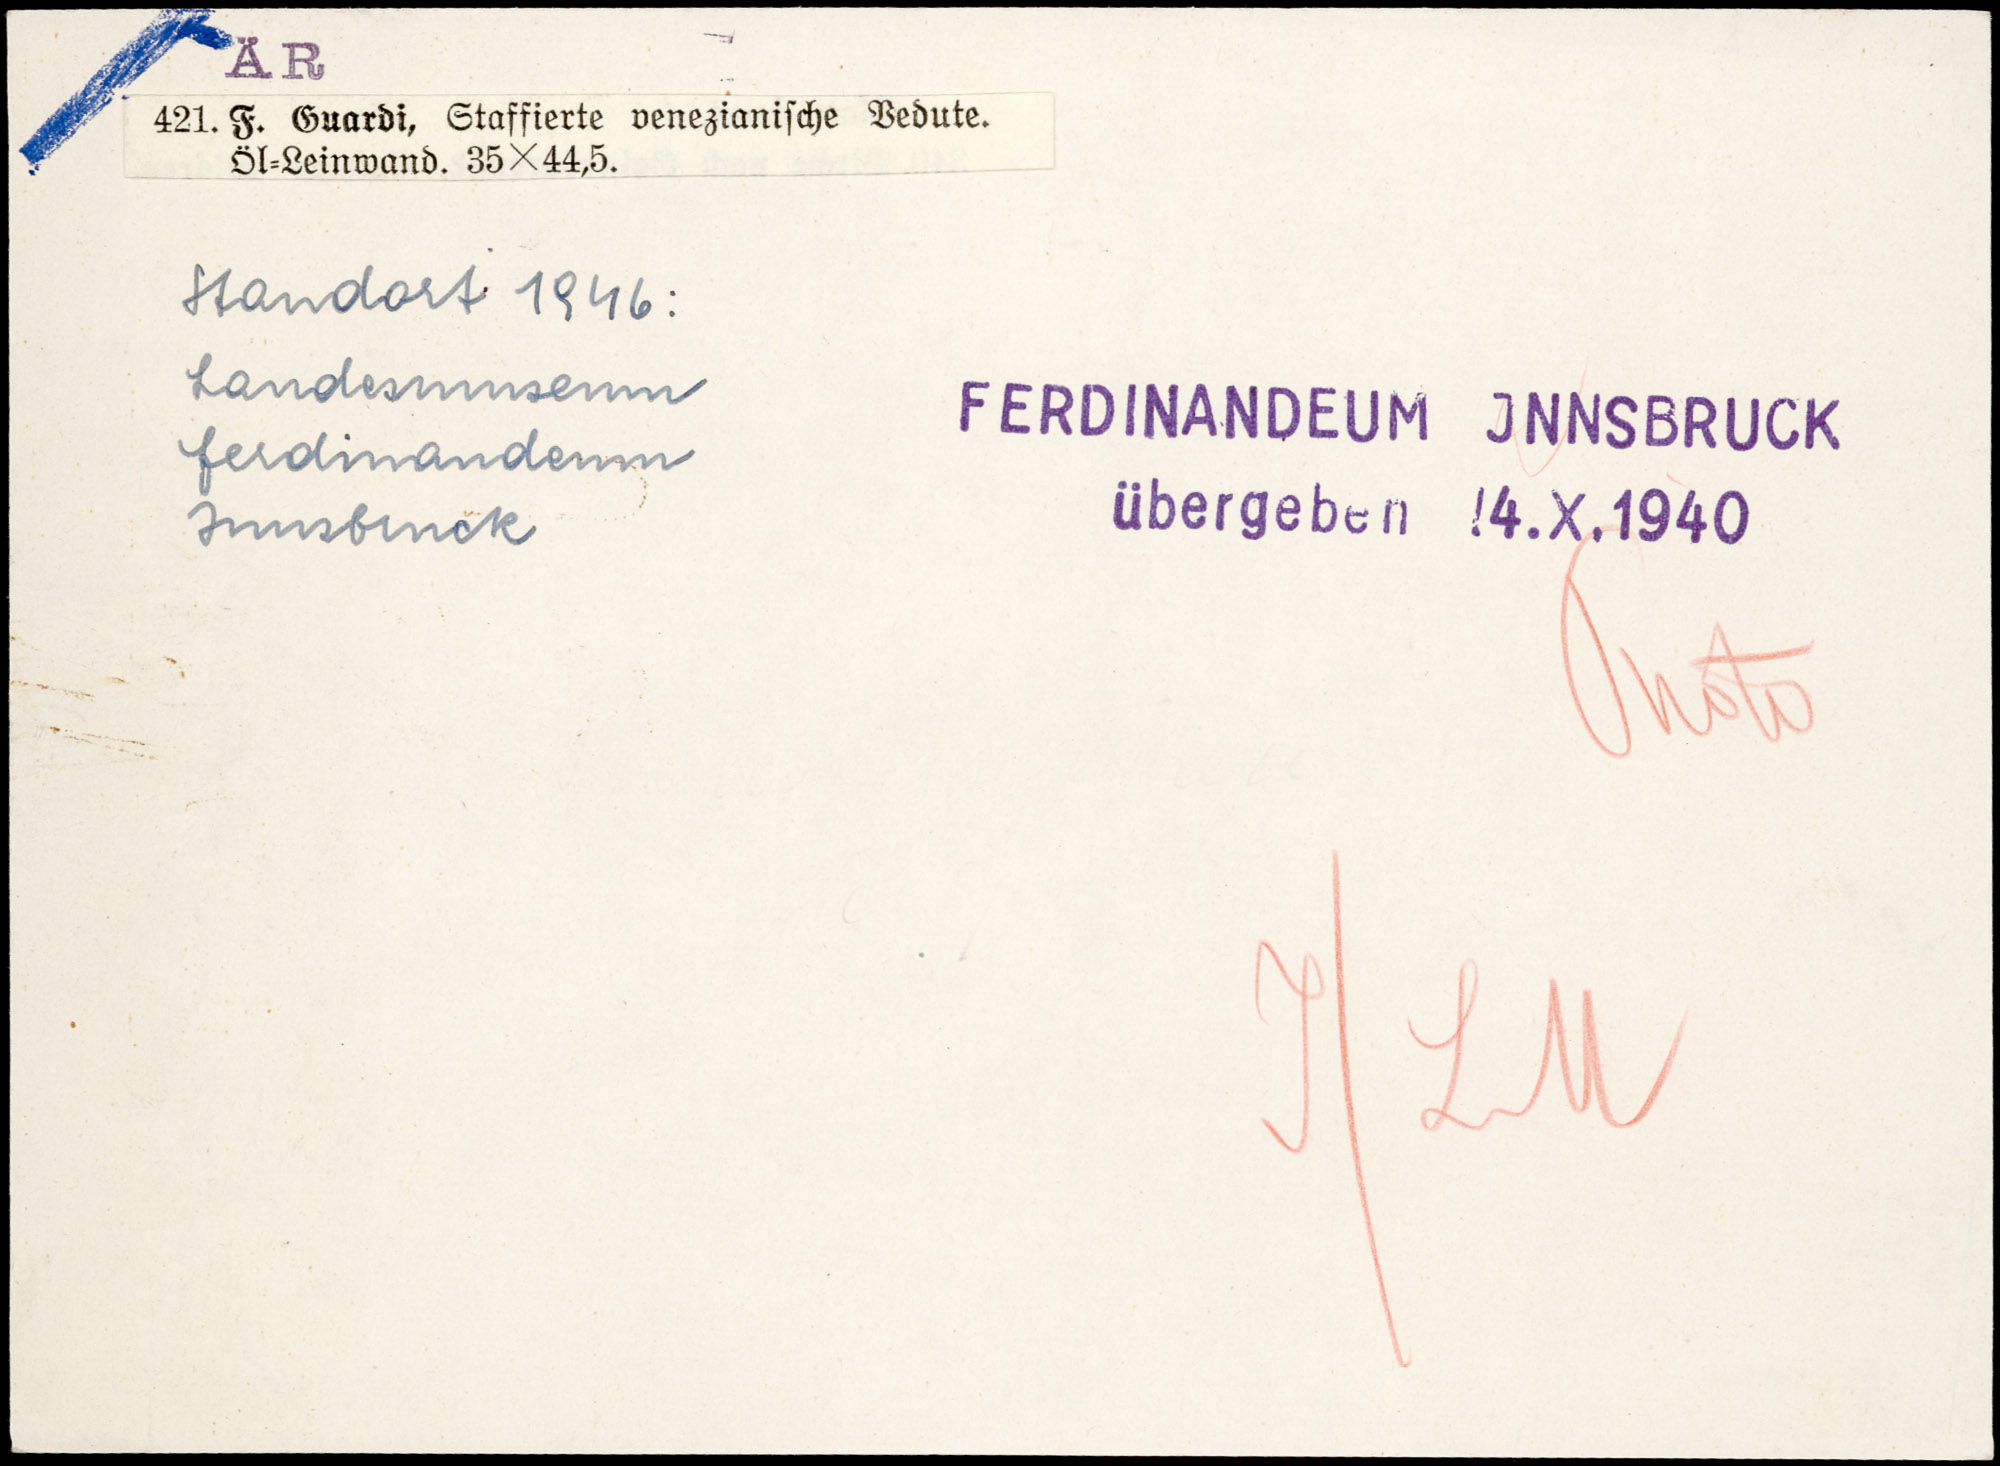 ÄR
421. F. Guardi, Staffierte venezianische Vedute.
Öl=Leinwand. 35×44,5.
Standort 1946:
Landesmuseum
Ferdinandeum
Innsbruck
FERDINANDEUM JNNSBRUCK
übergeben 14.X.1940
Photo
I/LM